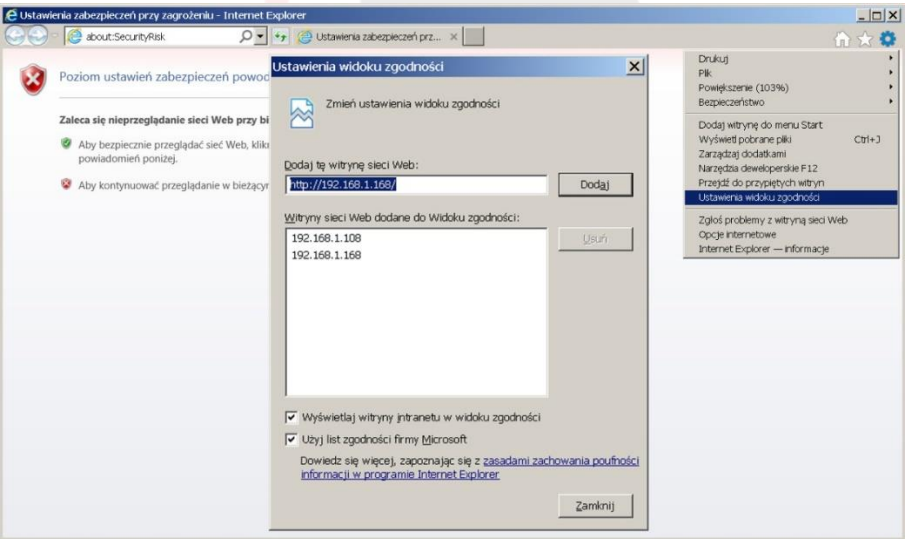 Ustawienia zabezpieczeń przy zagrożeniu - Internet Explorer
about:SecurityRisk
Ustawienia zabezpieczeń prz...
Poziom ustawień zabezpieczeń powod
Zaleca się nieprzeglądanie sieci Web przy bi
Aby bezpiecznie przeglądać sieć Web, klik
powiadomień poniżej.
Aby kontynuować przeglądanie w bieżącyr
Ustawienia widoku zgodności
Zmień ustawienia widoku zgodności
Dodaj tę witrynę sieci Web:
http://192.168.1.168/
Dodaj
Witryny sieci Web dodane do Widoku zgodności:
192.168.1.108
192.168.1.168
Usuń
Wyświetlaj witryny intranetu w widoku zgodności
Użyj list zgodności firmy Microsoft
Dowiedz się więcej, zapoznając się z zasadami zachowania poufności
informacji w programie Internet Explorer
Zamknij
Drukuj
Plik
Powiększenie (103%)
Bezpieczeństwo
Dodaj witrynę do menu Start
Wyświetl pobrane pliki Ctrl+J
Zarządzaj dodatkami
Narzędzia deweloperskie F12
Przejdź do przypiętych witryn
Ustawienia widoku zgodności
Zgłoś problemy z witryną sieci Web
Opcje internetowe
Internet Explorer — informacje